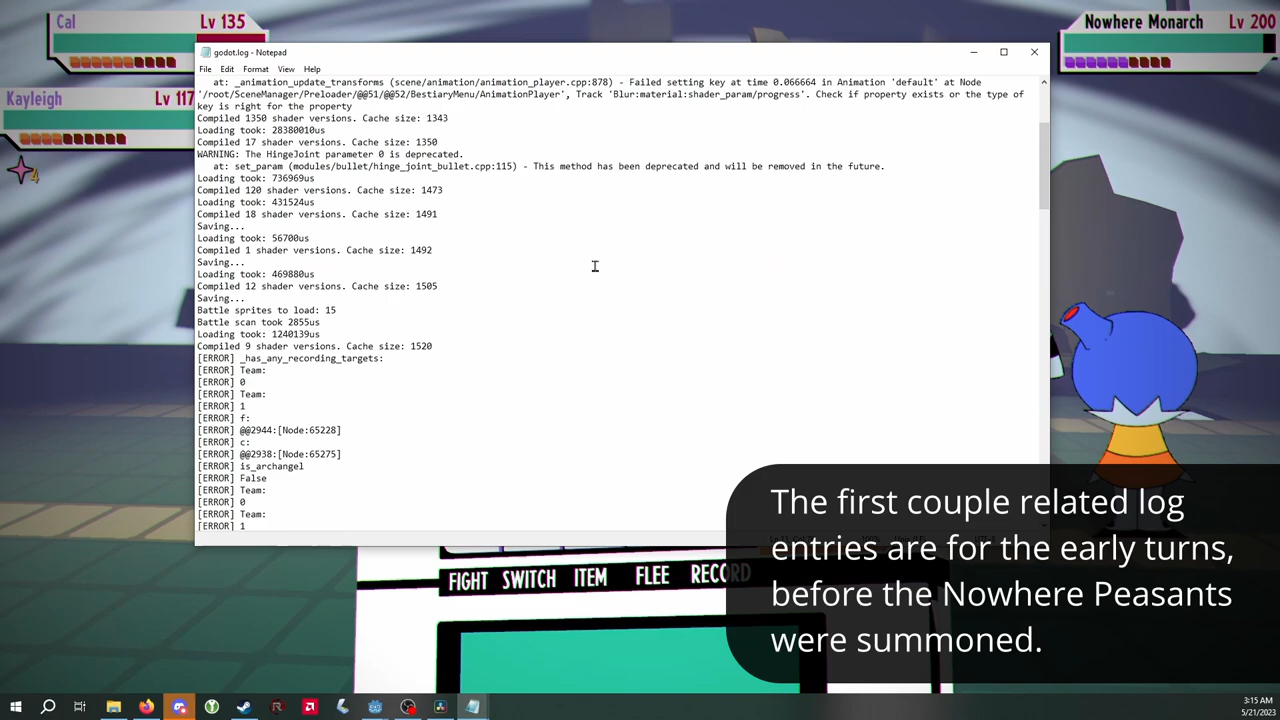 Cal
Lv 135
Nowhere Monarch
Lv 200
Kayleigh
Lv 117
4
godot.log - Notepad
File Edit Format View Help
at: _animation_update_transforms (scene/animation/animation_player.cpp:878) - Failed setting key at time 0.066664 in Animation 'default' at Node
'/root/SceneManager/Preloader/@@51/@@52/BestiaryMenu/AnimationPlayer', Track 'Blur:material:shader_param/progress'. Check if property exists or the type of
key is right for the property
Compiled 1350 shader versions. Cache size: 1343
Loading took: 28380010us
Compiled 17 shader versions. Cache size: 1350
WARNING: The HingeJoint parameter 0 is deprecated.
at: set_param (modules/bullet/hinge_joint_bullet.cpp:115) - This method has been deprecated and will be removed in the future.
Loading took: 736969us
Compiled 120 shader versions. Cache size: 1473
Loading took: 431524us
Compiled 18 shader versions. Cache size: 1491
Saving...
Loading took: 56700us
Compiled 1 shader versions. Cache size: 1492
Saving...
Loading took: 469880us
Compiled 12 shader versions. Cache size: 1505
Saving...
Battle sprites to load: 15
Battle scan took 2855us
Loading took: 1240139us
Compiled 9 shader versions. Cache size: 1520
[ERROR] _has_any_recording_targets:
[ERROR] Team:
[ERROR] 0
[ERROR] Team:
[ERROR] 1
[ERROR] f:
[ERROR] @@2944:[Node:65228]
[ERROR] c:
[ERROR] @@2938:[Node:65275]
[ERROR] is_archangel
[ERROR] False
[ERROR] Team:
[ERROR] 0
[ERROR] Team:
[ERROR] 1
The first couple related log
entries are for the early turns,
before the Nowhere Peasants
were summoned.
FIGHT SWITCH ITEM FLEE RECORD
3:15 AM
5/21/2023